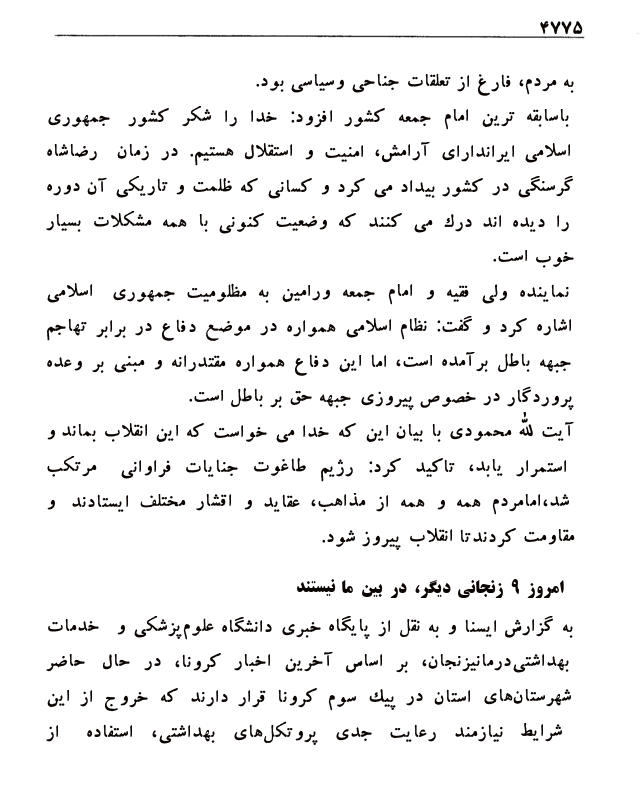 ۴۷۷۵
به مردم، فارغ از تعلقات جناحی وسیاسی بود.
باسابقه ترین امام جمعه کشور افزود: خدا را شکر کشور جمهوری
اسلامی ایراندارای آرامش، امنیت و استقلال هستیم. در زمان رضاشاه
گرسنگی در کشور بیداد می کرد و کسانی که ظلمت و تاریکی آن دوره
را دیده اند درك می کنند که وضعیت کنونی با همه مشکلات بسیار
خوب است.
نماینده ولی فقیه و امام جمعه ورامین به مظلومیت جمهوری اسلامی
اشاره کرد و گفت: نظام اسلامی همواره در موضع دفاع در برابر تهاجم
جبهه باطل برآمده است، اما این دفاع همواره مقتدرانه و مبنی بر وعده
پروردگار در خصوص پیروزی جبهه حق بر باطل است.
آیت لله محمودی با بیان این که خدا می خواست که این انقلاب بماند و
استمرار یابد، تاکید کرد: رژیم طاغوت جنایات فراوانی مرتکب
شد،امامردم همه و همه از مذاهب، عقاید و اقشار مختلف ایستادند و
مقاومت کردندتا انقلاب پیروز شود.
امروز ۹ زنجانی دیگر، در بین ما نیستند
به گزارش ایسنا و به نقل از پایگاه خبری دانشگاه علوم‌پزشکی و خدمات
بهداشتی‌درمانیزنجان، بر اساس آخرین اخبار کرونا، در حال حاضر
شهرستان‌های استان در پیك سوم کرونا قرار دارند که خروج از این
شرایط نیازمند رعایت جدی پروتکل‌های بهداشتی، استفاده از